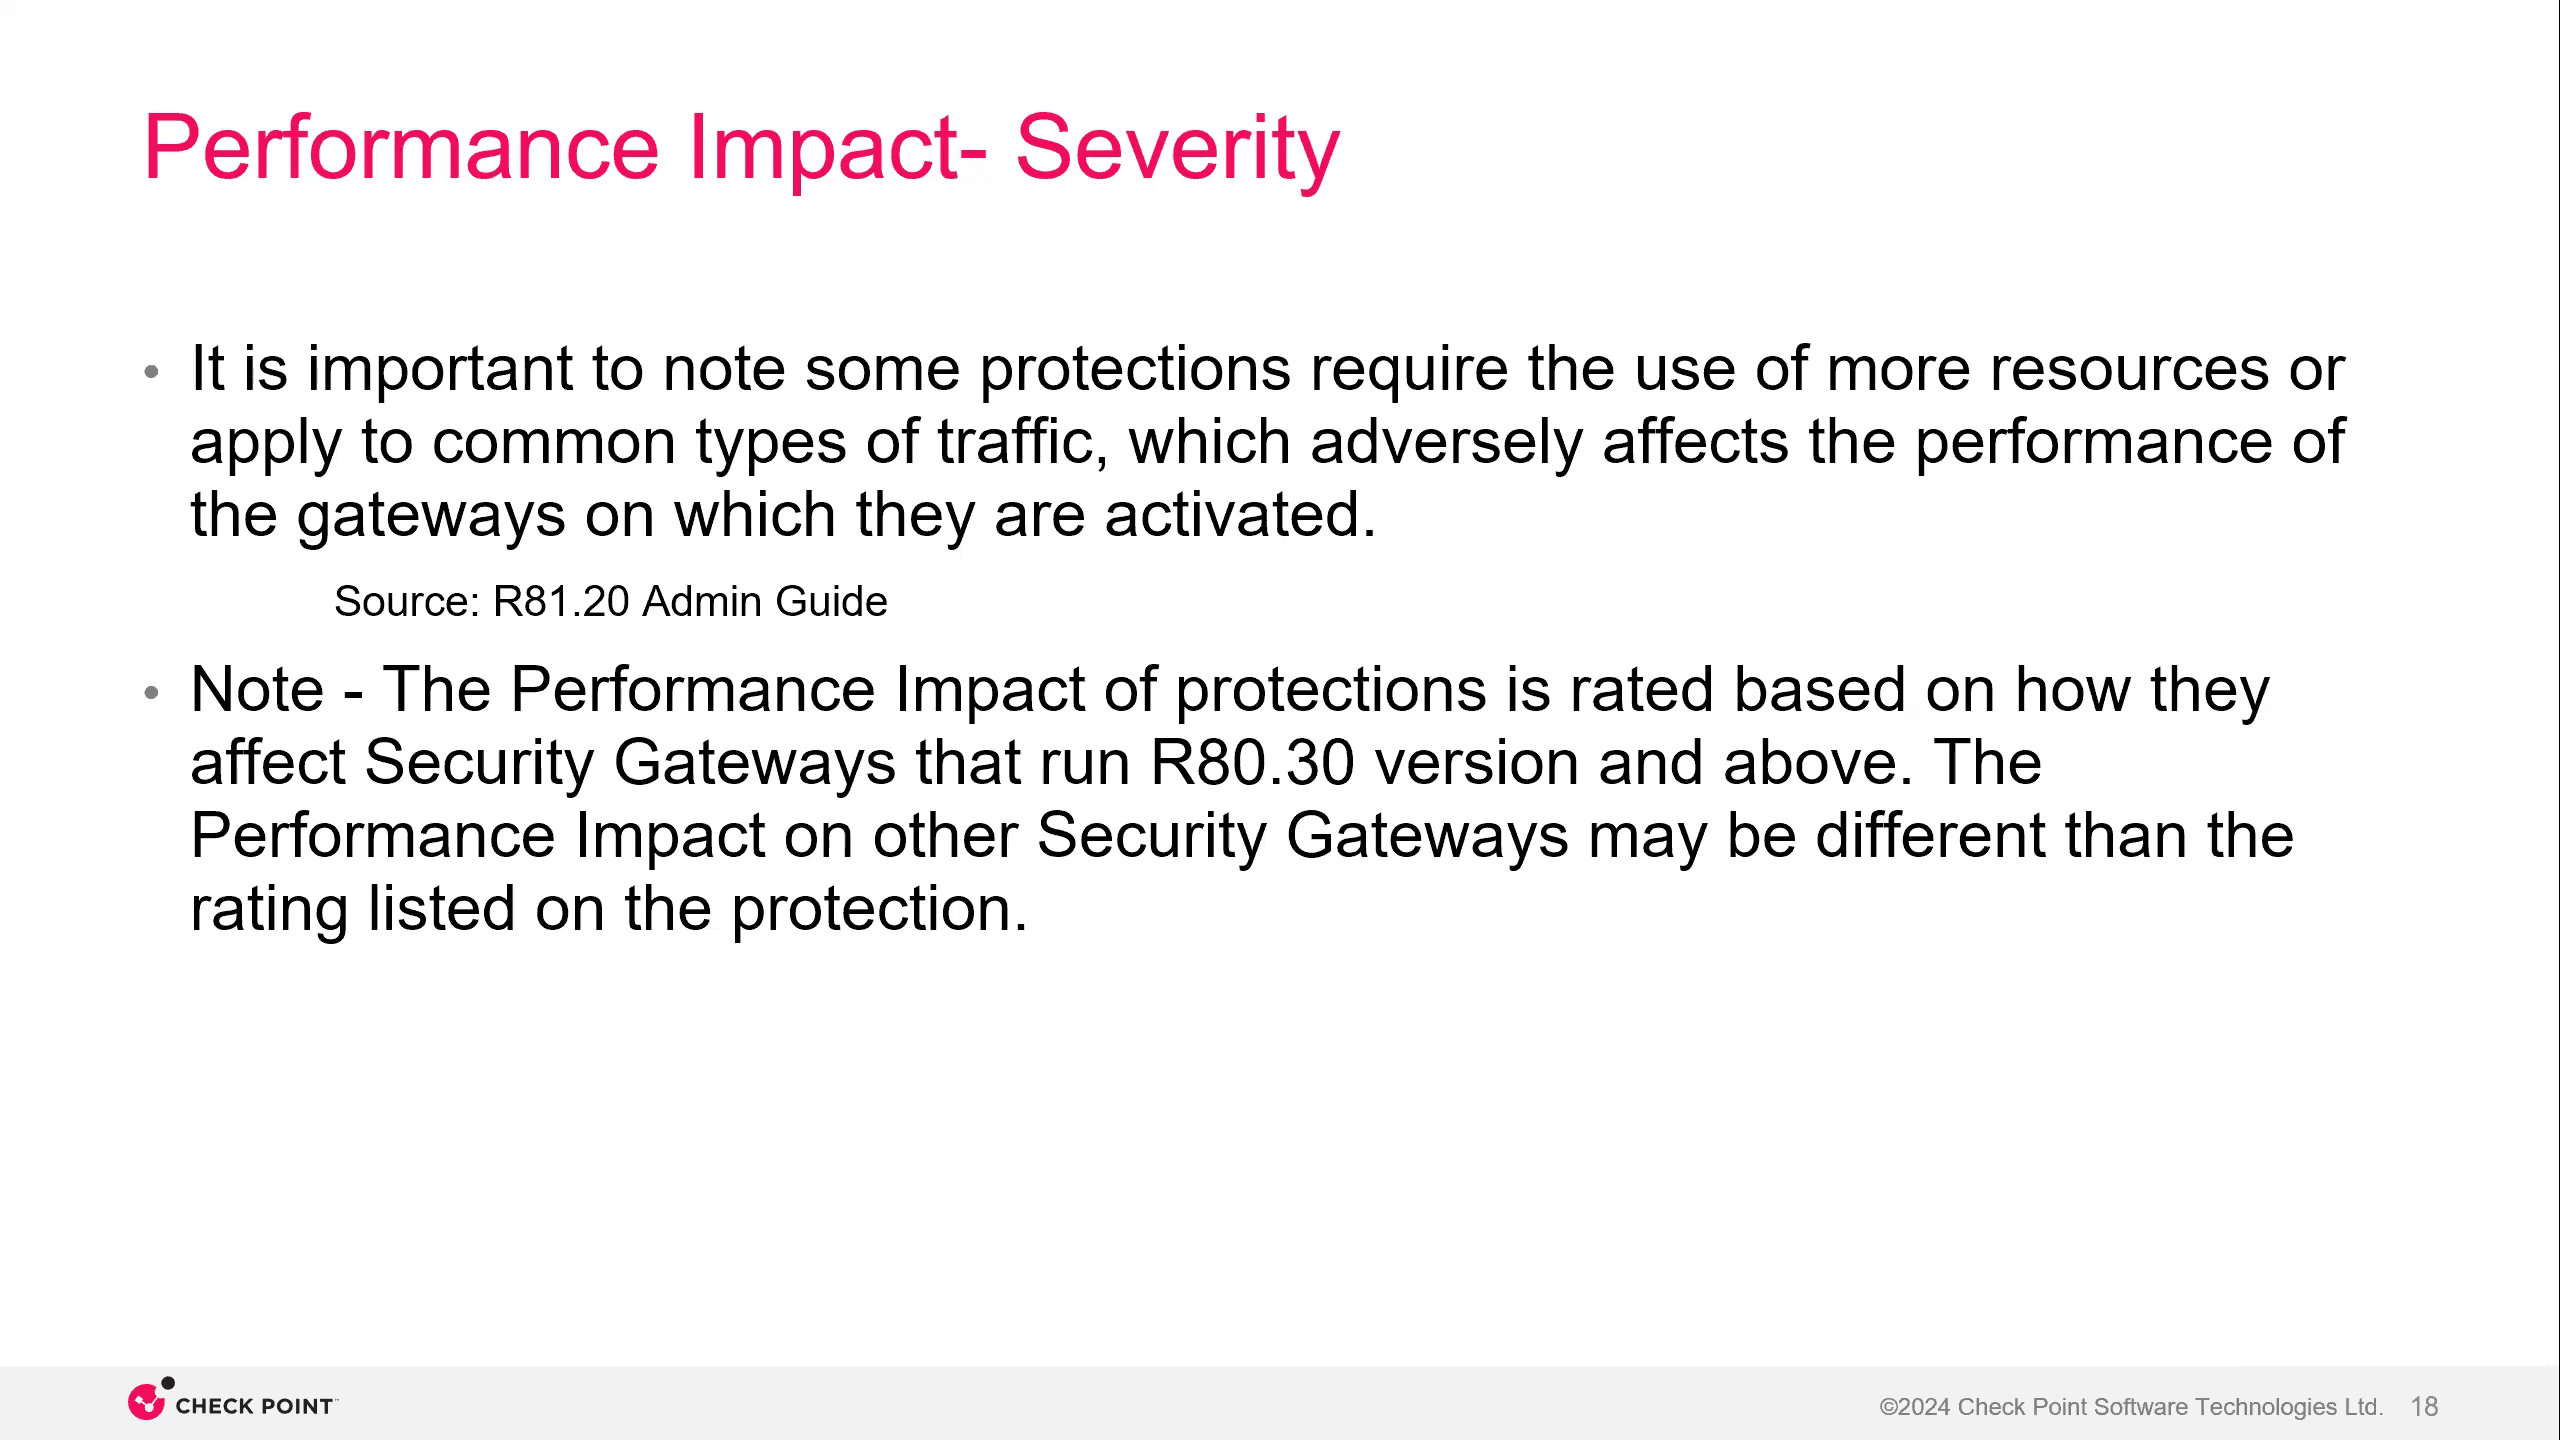 Performance Impact- Severity
• It is important to note some protections require the use of more resources or
apply to common types of traffic, which adversely affects the performance of
the gateways on which they are activated.
Source: R81.20 Admin Guide
• Note - The Performance Impact of protections is rated based on how they
affect Security Gateways that run R80.30 version and above. The
Performance Impact on other Security Gateways may be different than the
rating listed on the protection.
CHECK POINT™
©2024 Check Point Software Technologies Ltd. 18